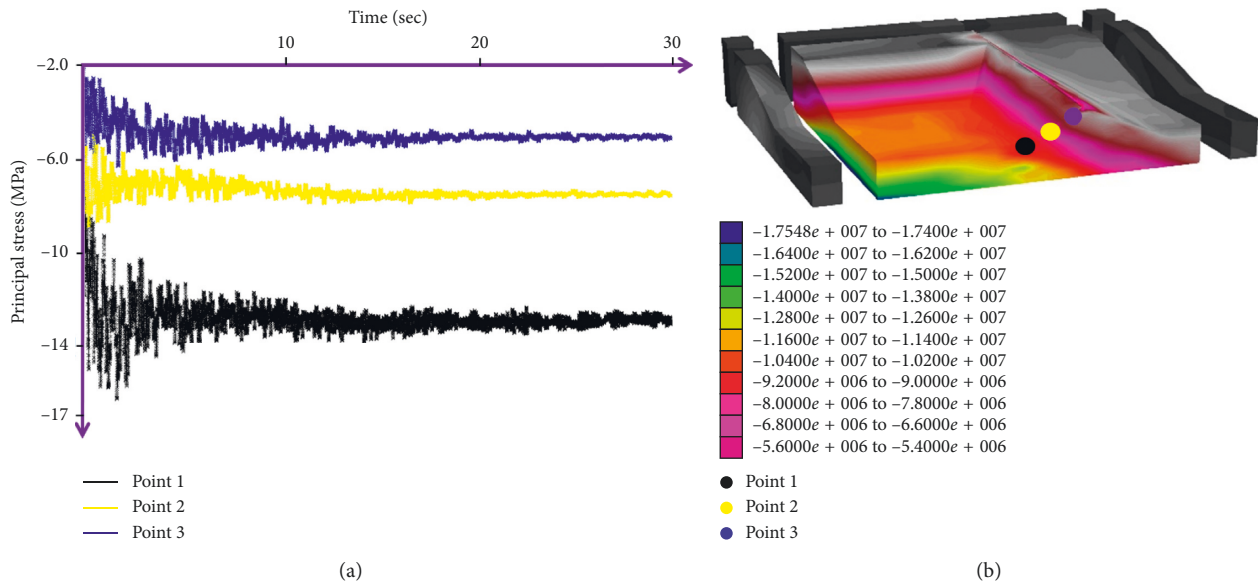 Time (sec)
10
20
30
–2.0
–6.0
–10
–14
–17
Principal stress (MPa)
Point 1
Point 2
Point 3
(a)
–1.7548e + 007 to –1.7400e + 007
–1.6400e + 007 to –1.6200e + 007
–1.5200e + 007 to –1.5000e + 007
–1.4000e + 007 to –1.3800e + 007
–1.2800e + 007 to –1.2600e + 007
–1.1600e + 007 to –1.1400e + 007
–1.0400e + 007 to –1.0200e + 007
–9.2000e + 006 to –9.0000e + 006
–8.0000e + 006 to –7.8000e + 006
–6.8000e + 006 to –6.6000e + 006
–5.6000e + 006 to –5.4000e + 006
Point 1
Point 2
Point 3
(b)